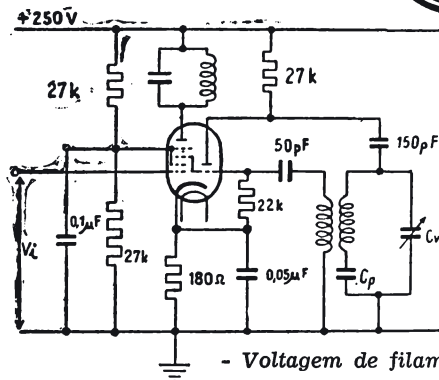 +250V
27k
27k
50pF
150pF
0,1µF
Vi
27k
22k
180Ω
0,05µF
Cp
Cv
- Voltagem de filam